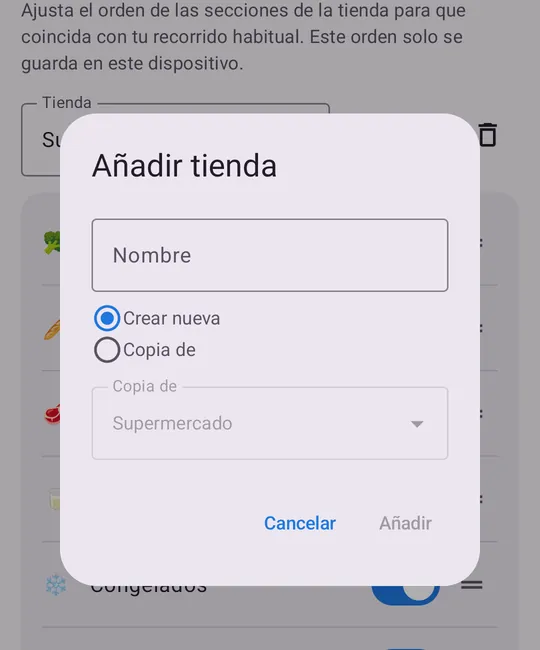 Ajusta el orden de las secciones de la tienda para que
coincida con tu recorrido habitual. Este orden solo se
guarda en este dispositivo.
Tienda
Añadir tienda
Nombre
Crear nueva
Copia de
Copia de
Supermercado
Cancelar
Añadir
Congelados